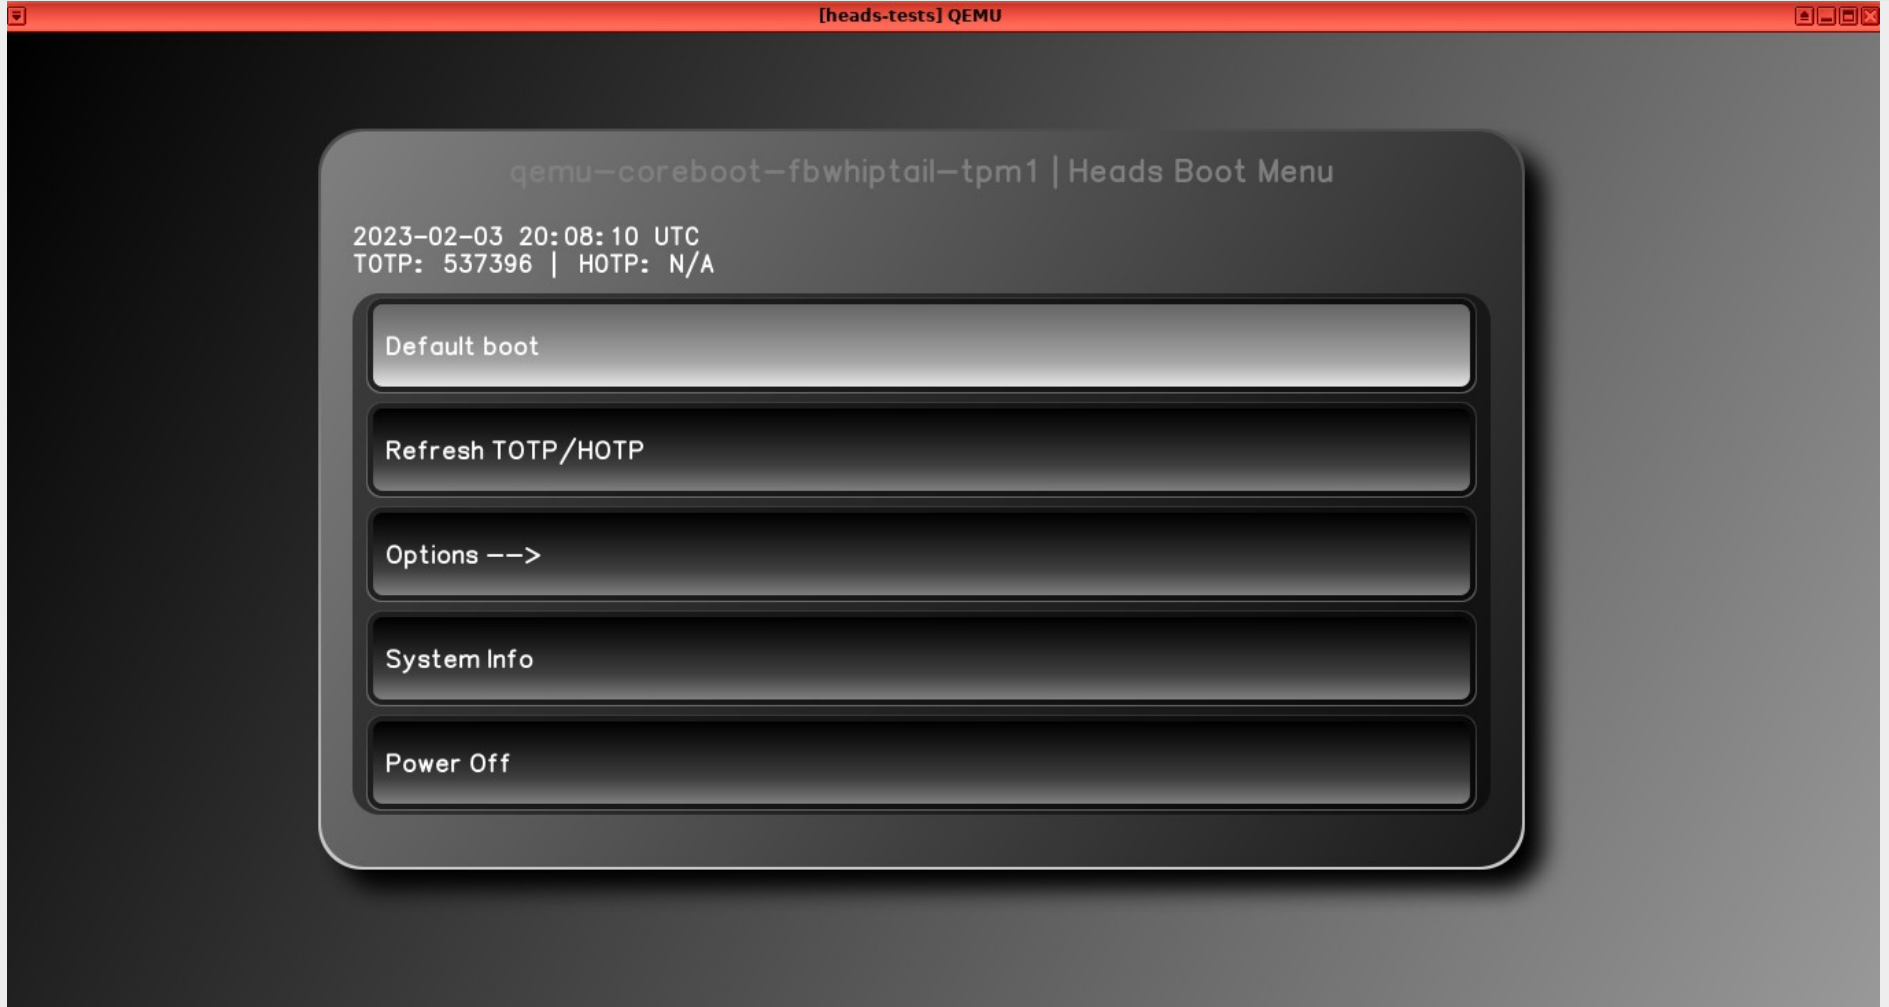 [heads-tests] QEMU
qemu-coreboot-fbwhiptail-tpm1 | Heads Boot Menu
2023-02-03 20:08:10 UTC
TOTP: 537396 | HOTP: N/A
Default boot
Refresh TOTP/HOTP
Options -->
System Info
Power Off